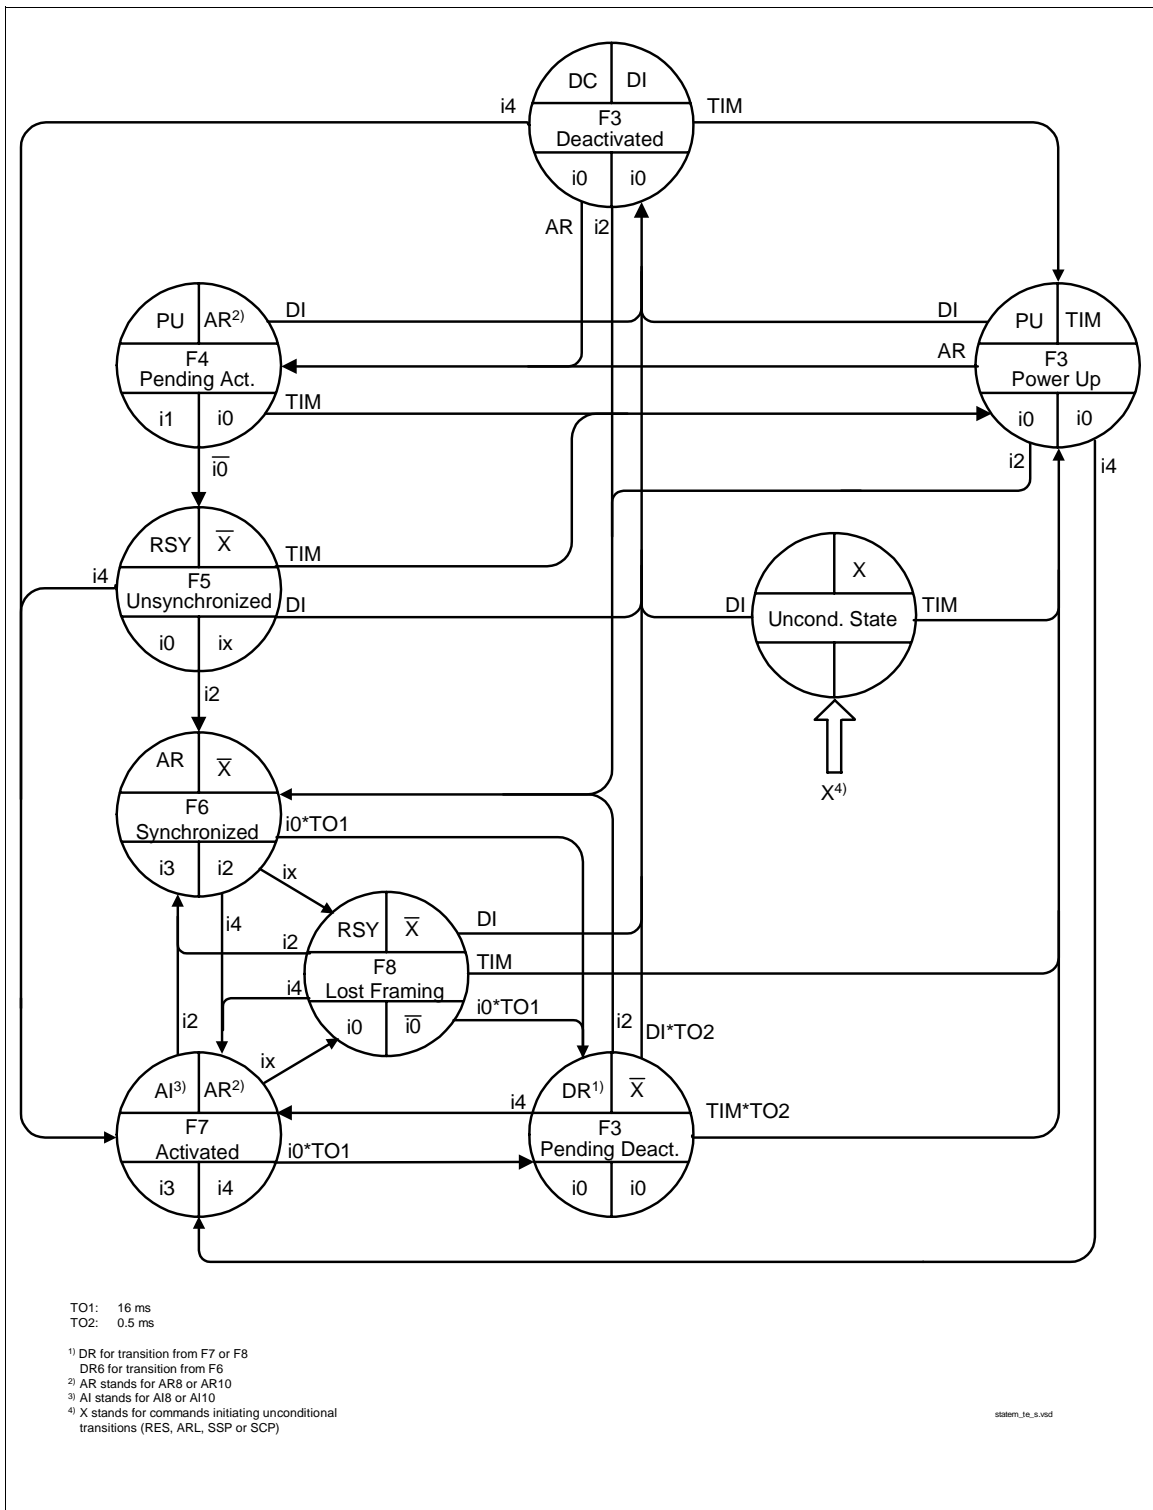 DC DI
i4 TIM
F3
Deactivated
i0 i0
AR i2
PU AR²⁾
DI
DI
PU TIM
F4
Pending Act.
AR
F3
Power Up
i1 i0
TIM
i0 i0
i̅0̅
i2 i4
RSY X̅
TIM
X
i4
F5
Unsynchronized
DI
DI
Uncond. State
TIM
i0 ix
i2
AR X̅
X⁴⁾
F6
Synchronized
i0*TO1
i3 i2
ix
i4
RSY X̅
DI
i2
F8
Lost Framing
TIM
i4
i0 i̅0̅
i0*TO1
i2
i2
DI*TO2
ix
AI³⁾ AR²⁾
DR¹⁾ X̅
i4
TIM*TO2
F7
Activated
i0*TO1
F3
Pending Deact.
i3 i4
i0 i0
TO1: 16 ms
TO2: 0.5 ms
¹⁾ DR for transition from F7 or F8
DR6 for transition from F6
²⁾ AR stands for AR8 or AR10
³⁾ AI stands for AI8 or AI10
⁴⁾ X stands for commands initiating unconditional
transitions (RES, ARL, SSP or SCP)
statem_te_s.vsd